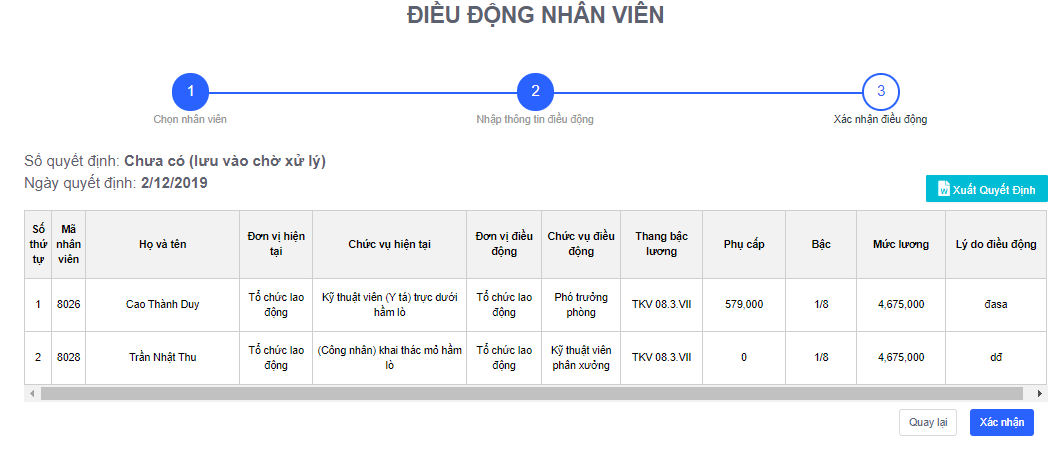 ĐIỀU ĐỘNG NHÂN VIÊN
1 2 3
Chọn nhân viên Nhập thông tin điều động Xác nhận điều động
Số quyết định: Chưa có (lưu vào chờ xử lý)
Ngày quyết định: 2/12/2019
Xuất Quyết Định
Số thứ tự Mã nhân viên Họ và tên Đơn vị hiện tại Chức vụ hiện tại Đơn vị điều động Chức vụ điều động Thang bậc lương Phụ cấp Bậc Mức lương Lý do điều động
1 8026 Cao Thành Duy Tổ chức lao động Kỹ thuật viên (Y tá) trực dưới hầm lò Tổ chức lao động Phó trưởng phòng TKV 08.3.VII 579,000 1/8 4,675,000 đasa
2 8028 Trần Nhật Thu Tổ chức lao động (Công nhân) khai thác mỏ hầm lò Tổ chức lao động Kỹ thuật viên phân xưởng TKV 08.3.VII 0 1/8 4,675,000 dđ
Quay lại Xác nhận